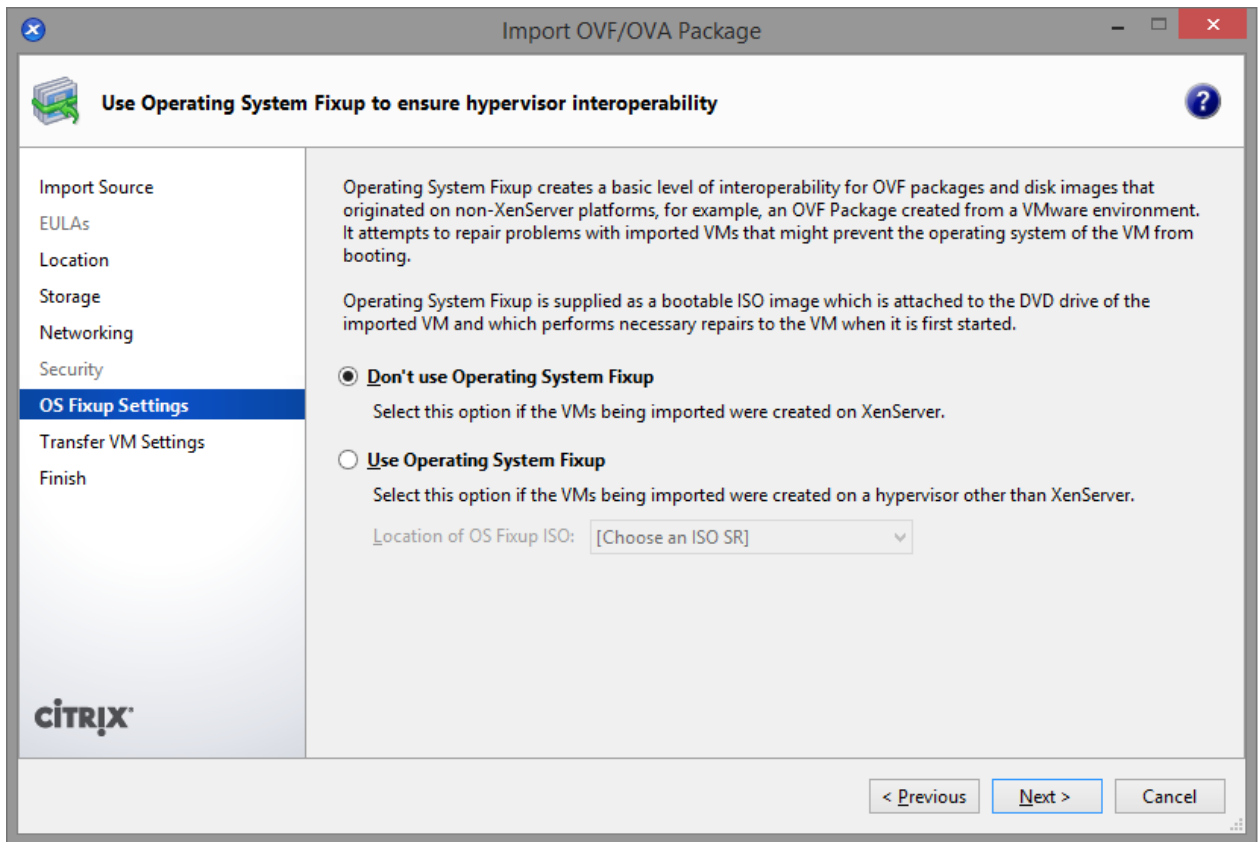 Import OVF/OVA Package
Use Operating System Fixup to ensure hypervisor interoperability
?
Import Source
EULAs
Location
Storage
Networking
Security
OS Fixup Settings
Transfer VM Settings
Finish
CITRIX
Operating System Fixup creates a basic level of interoperability for OVF packages and disk images that
originated on non-XenServer platforms, for example, an OVF Package created from a VMware environment.
It attempts to repair problems with imported VMs that might prevent the operating system of the VM from
booting.
Operating System Fixup is supplied as a bootable ISO image which is attached to the DVD drive of the
imported VM and which performs necessary repairs to the VM when it is first started.
Don't use Operating System Fixup
Select this option if the VMs being imported were created on XenServer.
Use Operating System Fixup
Select this option if the VMs being imported were created on a hypervisor other than XenServer.
Location of OS Fixup ISO: [Choose an ISO SR]
< Previous Next > Cancel